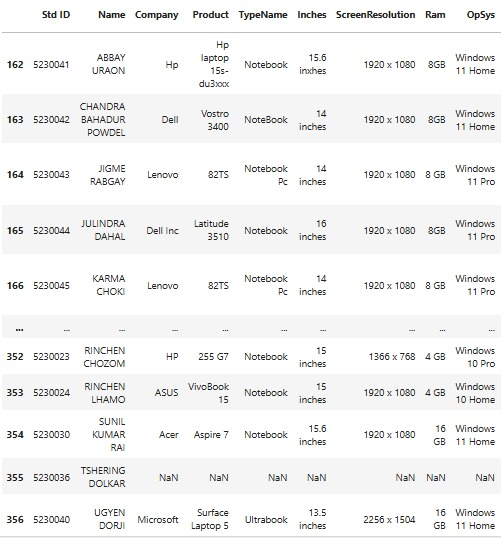 Std ID Name Company Product TypeName Inches ScreenResolution Ram OpSys
162 5230041 ABBAY URAON Hp Hp laptop 15s-du3xxx Notebook 15.6 inxhes 1920 x 1080 8GB Windows 11 Home
163 5230042 CHANDRA BAHADUR POWDEL Dell Vostro 3400 NoteBook 14 inches 1920 x 1080 8GB Windows 11 Home
164 5230043 JIGME RABGAY Lenovo 82TS Notebook Pc 14 inches 1920 x 1080 8 GB Windows 11 Pro
165 5230044 JULINDRA DAHAL Dell Inc Latitude 3510 Notebook 16 inches 1920 x 1080 8GB Windows 11 Pro
166 5230045 KARMA CHOKI Lenovo 82TS Notebook Pc 14 inches 1920 x 1080 8 GB Windows 11 Pro
... ... ... ... ... ... ... ... ... ...
352 5230023 RINCHEN CHOZOM HP 255 G7 Notebook 15 inches 1366 x 768 4 GB Windows 10 Pro
353 5230024 RINCHEN LHAMO ASUS VivoBook 15 Notebook 15 inches 1920 x 1080 4 GB Windows 10 Home
354 5230030 SUNIL KUMAR RAI Acer Aspire 7 Notebook 15.6 inches 1920 x 1080 16 GB Windows 11 Home
355 5230036 TSHERING DOLKAR NaN NaN NaN NaN NaN NaN NaN
356 5230040 UGYEN DORJI Microsoft Surface Laptop 5 Ultrabook 13.5 inches 2256 x 1504 16 GB Windows 11 Home